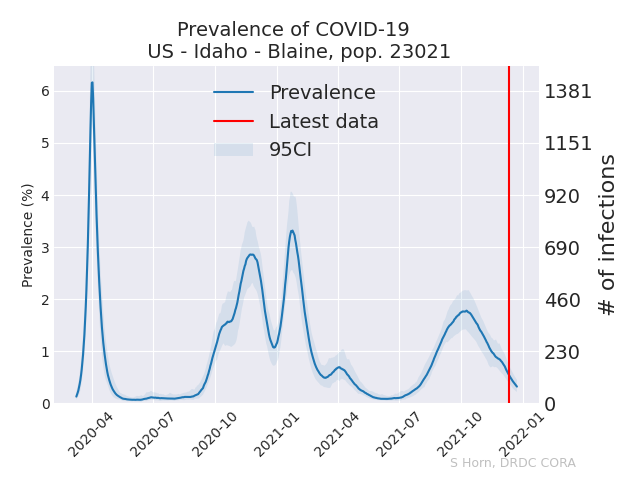 Prevalence of COVID-19
US - Idaho - Blaine, pop. 23021
Prevalence
Latest data
95CI
Prevalence (%)
6
5
4
3
2
1
0
1381
1151
920
690
460
230
0
# of infections
2020-04
2020-07
2020-10
2021-01
2021-04
2021-07
2021-10
2022-01
S Horn, DRDC CORA